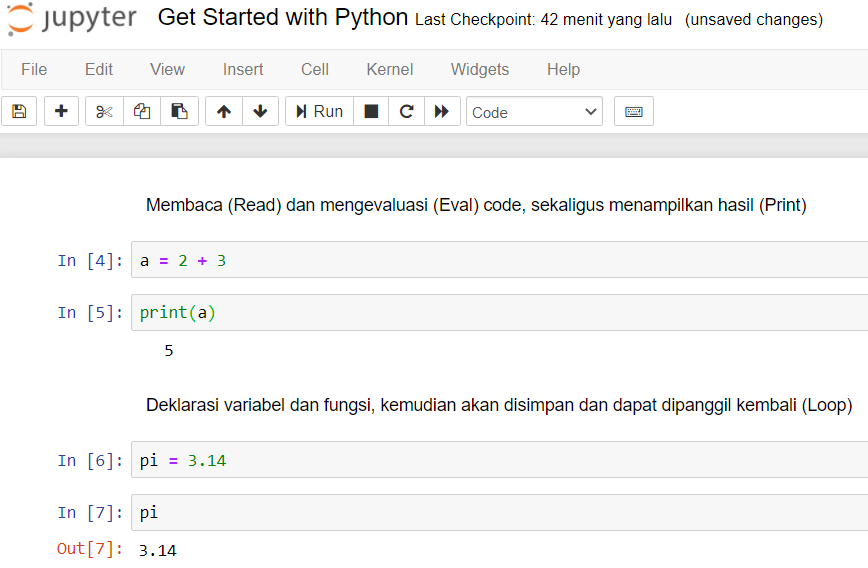 jupyter Get Started with Python Last Checkpoint: 42 menit yang lalu (unsaved changes)
File Edit View Insert Cell Kernel Widgets Help
Run Code
Membaca (Read) dan mengevaluasi (Eval) code, sekaligus menampilkan hasil (Print)
In [4]: a = 2 + 3
In [5]: print(a)
5
Deklarasi variabel dan fungsi, kemudian akan disimpan dan dapat dipanggil kembali (Loop)
In [6]: pi = 3.14
In [7]: pi
Out[7]: 3.14